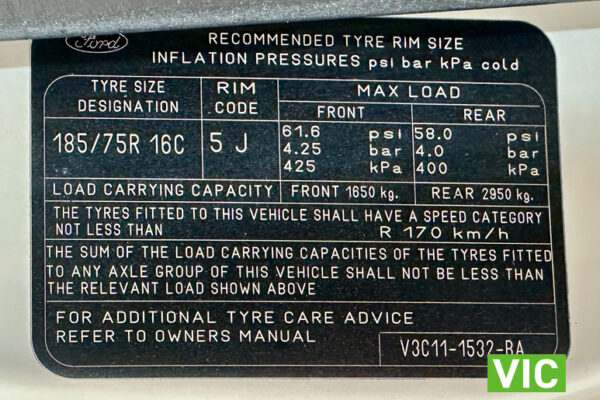 Ford
RECOMMENDED TYRE RIM SIZE
INFLATION PRESSURES psi bar kPa cold
TYRE SIZE DESIGNATION RIM CODE MAX LOAD
FRONT REAR
185/75R 16C 5 J 61.6 psi 58.0 psi
4.25 bar 4.0 bar
425 kPa 400 kPa
LOAD CARRYING CAPACITY FRONT 1650 kg. REAR 2950 kg.
THE TYRES FITTED TO THIS VEHICLE SHALL HAVE A SPEED CATEGORY
NOT LESS THAN R 170 km/h
THE SUM OF THE LOAD CARRYING CAPACITIES OF THE TYRES FITTED
TO ANY AXLE GROUP OF THIS VEHICLE SHALL NOT BE LESS THAN
THE RELEVANT LOAD SHOWN ABOVE
FOR ADDITIONAL TYRE CARE ADVICE
REFER TO OWNERS MANUAL
V3C11-1532-BA
VIC